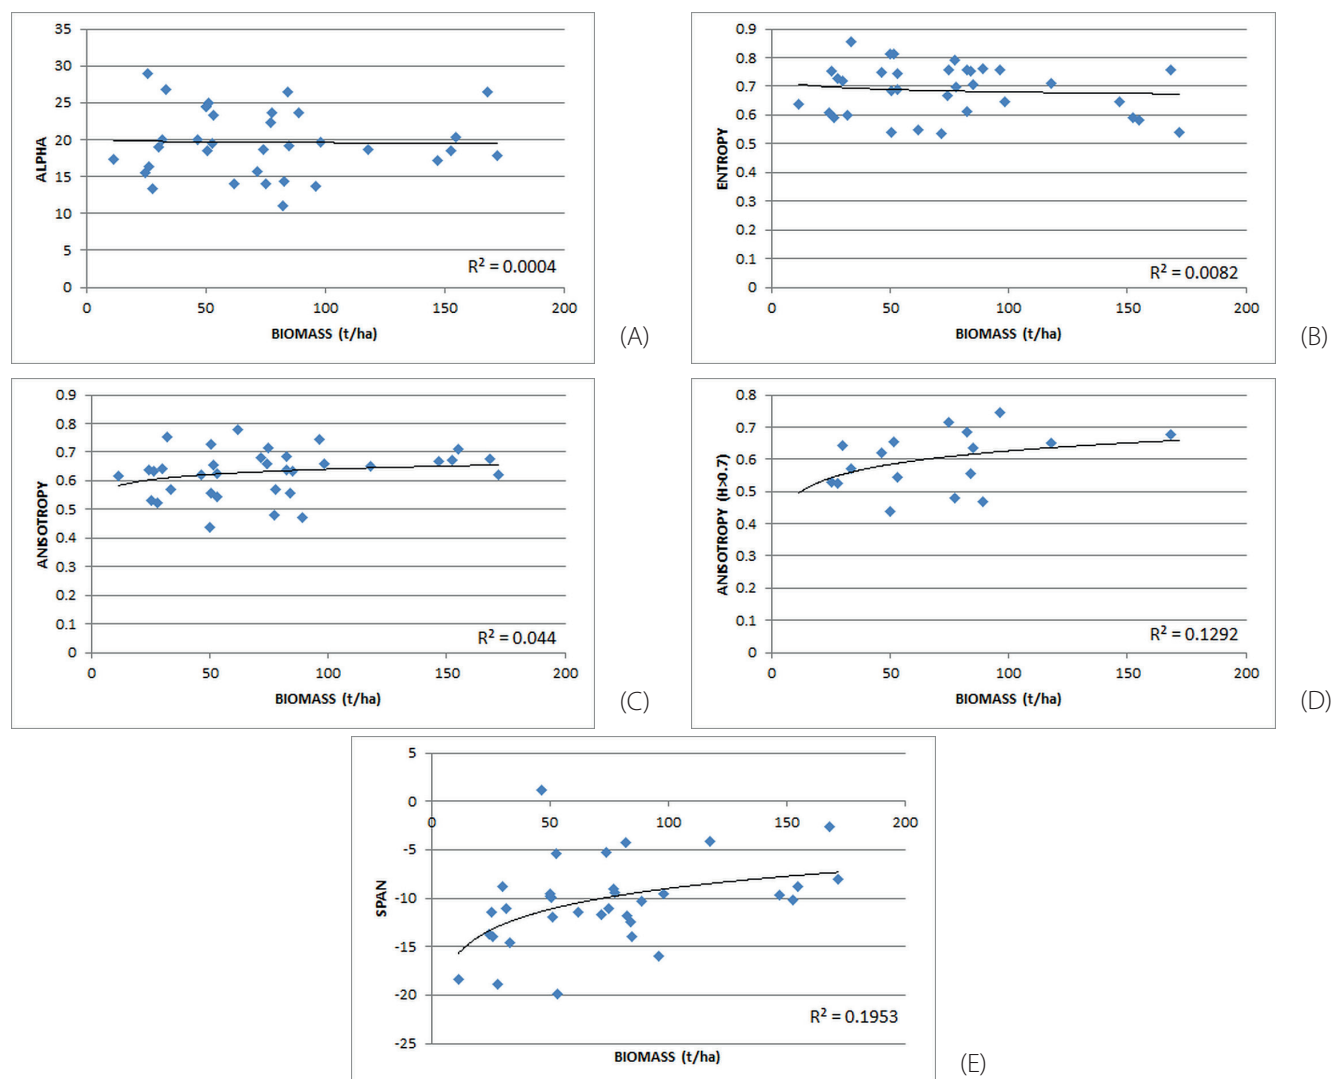 35
30
25
20
15
10
5
0
ALPHA
0 50 100 150 200
BIOMASS (t/ha)
R² = 0.0004
(A)
0.9
0.8
0.7
0.6
0.5
0.4
0.3
0.2
0.1
0
ENTROPY
0 50 100 150 200
BIOMASS (t/ha)
R² = 0.0082
(B)
0.9
0.8
0.7
0.6
0.5
0.4
0.3
0.2
0.1
0
ANISOTROPY
0 50 100 150 200
BIOMASS (t/ha)
R² = 0.044
(C)
0.8
0.7
0.6
0.5
0.4
0.3
0.2
0.1
0
ANISOTROPY (H>0.7)
0 50 100 150 200
BIOMASS (t/ha)
R² = 0.1292
(D)
5
0
-5
-10
-15
-20
-25
SPAN
0 50 100 150 200
BIOMASS (t/ha)
R² = 0.1953
(E)